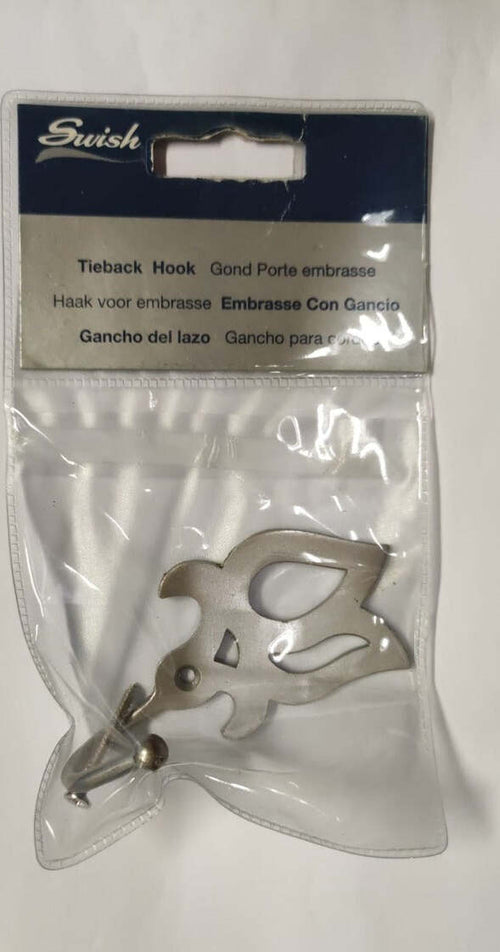 Swish
Tieback Hook Gond Porte embrasse
Haak voor embrasse Embrasse Con Gancio
Gancho del lazo Gancho para